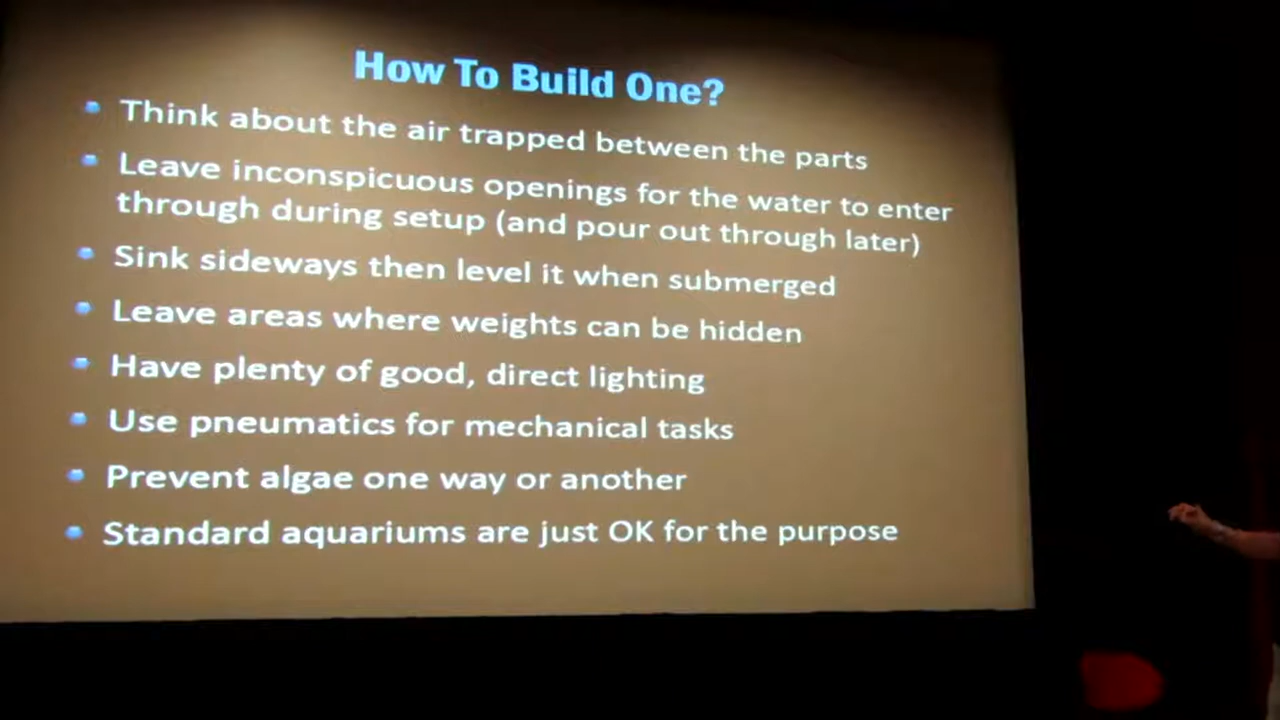 How To Build One?
Think about the air trapped between the parts
Leave inconspicuous openings for the water to enter
through during setup (and pour out through later)
Sink sideways then level it when submerged
Leave areas where weights can be hidden
Have plenty of good, direct lighting
Use pneumatics for mechanical tasks
Prevent algae one way or another
Standard aquariums are just OK for the purpose